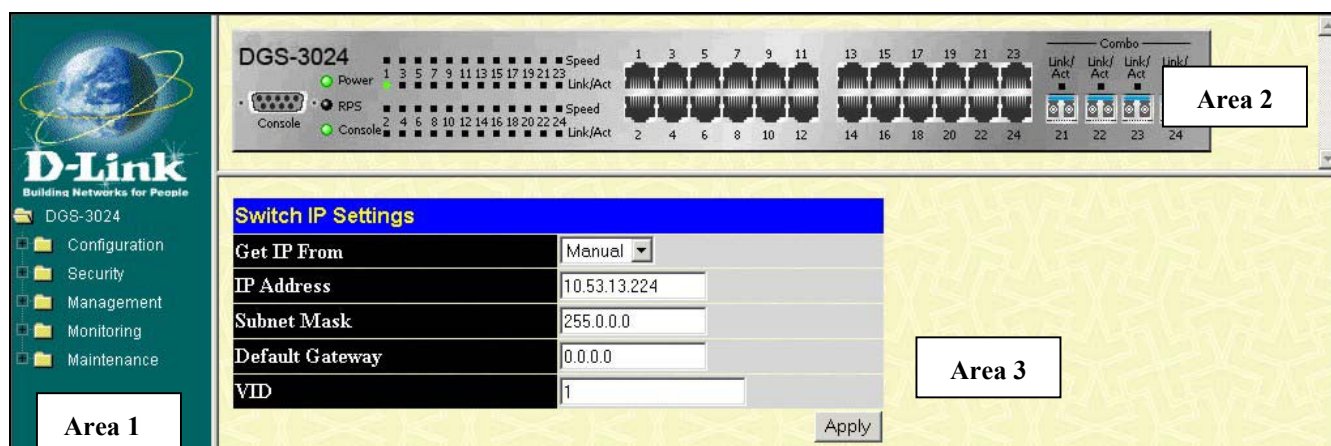 D-Link
Building Networks for People
DGS-3024
Configuration
Security
Management
Monitoring
Maintenance
Area 1
DGS-3024
Power
RPS
Console
Console
1 3 5 7 9 11 13 15 17 19 21 23
Speed
Link/Act
2 4 6 8 10 12 14 16 18 20 22 24
Speed
Link/Act
1 3 5 7 9 11 13 15 17 19 21 23
2 4 6 8 10 12 14 16 18 20 22 24
Combo
Link/ Link/ Link/ Link/
Act Act Act
21 22 23 24
Area 2
Switch IP Settings
Get IP From Manual
IP Address 10.53.13.224
Subnet Mask 255.0.0.0
Default Gateway 0.0.0.0
VID 1
Apply
Area 3